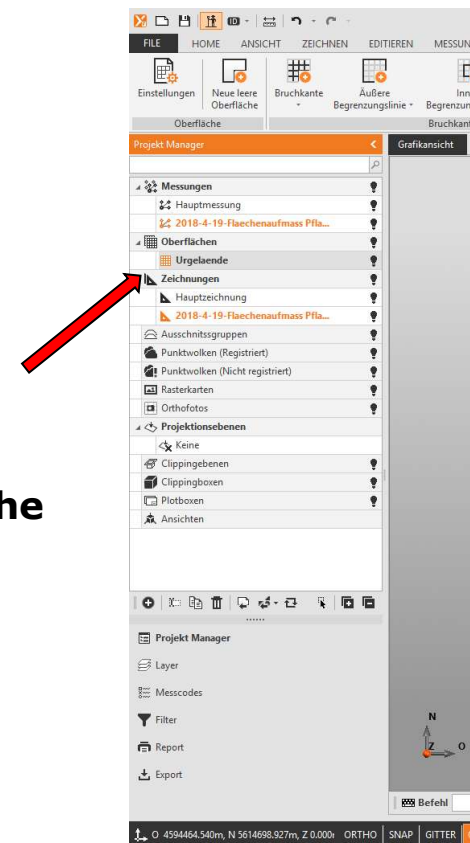 FILE HOME ANSICHT ZEICHNEN EDITIEREN MESSUN
Einstellungen Neue leere Oberfläche Bruchkante Äußere Begrenzungslinie Inn Begrenzun
Oberfläche Bruchkant
Projekt Manager Grafikansicht
Messungen
Hauptmessung
2018-4-19-Flaechenaufmass Pfla...
Oberflächen
Urgelaende
Zeichnungen
Hauptzeichnung
2018-4-19-Flaechenaufmass Pfla...
Ausschnittsgruppen
Punktwolken (Registriert)
Punktwolken (Nicht registriert)
Rasterkarten
Orthofotos
Projektionsebenen
Keine
Clippingebenen
Clippingboxen
Plotboxen
Ansichten
he
Projekt Manager
Layer
Messcodes
Filter
Report
Export
N
Z O
Befehl
O 4594464.540m, N 5614698.927m, Z 0.000 ORTHO SNAP GITTER